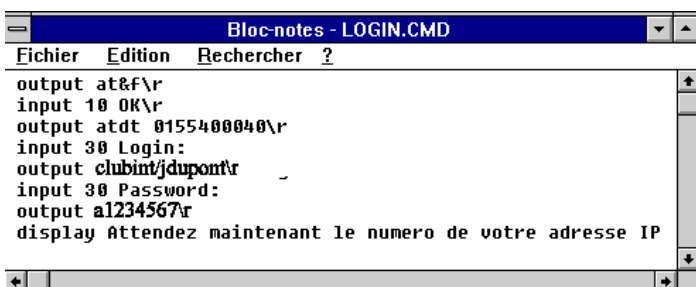 Bloc-notes - LOGIN.CMD
Fichier Edition Rechercher ?
output at&f\r
input 10 OK\r
output atdt 0155400040\r
input 30 Login:
output clubint/jdupont\r
input 30 Password:
output a1234567\r
display Attendez maintenant le numero de votre adresse IP